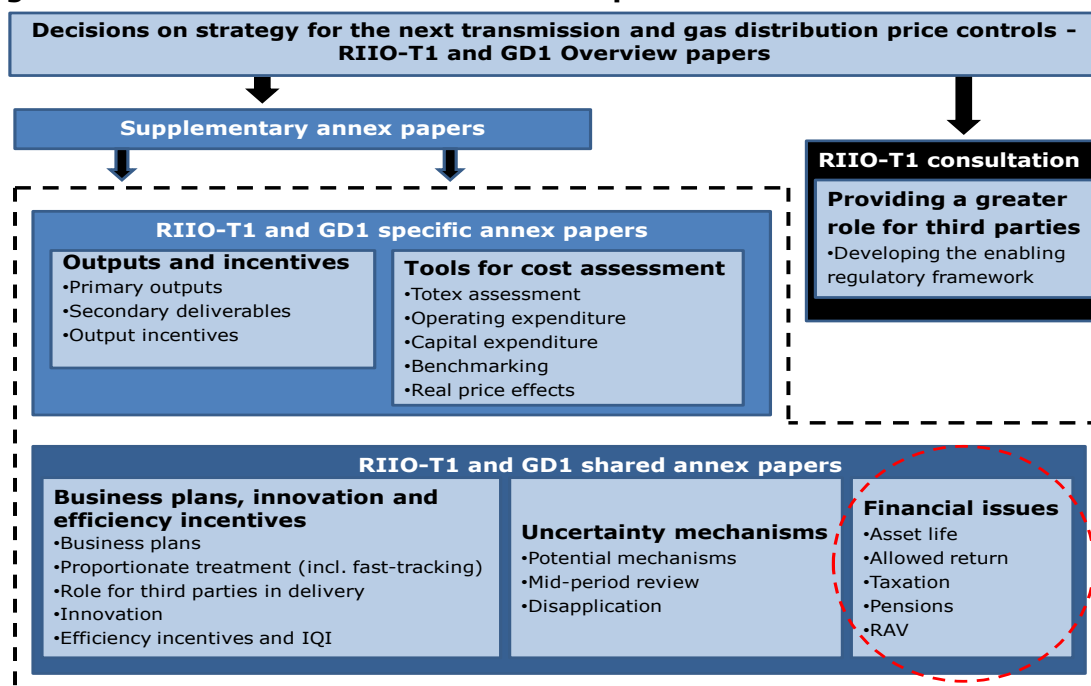 Decisions on strategy for the next transmission and gas distribution price controls -
RIIO-T1 and GD1 Overview papers
Supplementary annex papers
RIIO-T1 consultation
Providing a greater
role for third parties
•Developing the enabling
regulatory framework
RIIO-T1 and GD1 specific annex papers
Outputs and incentives
•Primary outputs
•Secondary deliverables
•Output incentives
Tools for cost assessment
•Totex assessment
•Operating expenditure
•Capital expenditure
•Benchmarking
•Real price effects
RIIO-T1 and GD1 shared annex papers
Business plans, innovation and
efficiency incentives
•Business plans
•Proportionate treatment (incl. fast-tracking)
•Role for third parties in delivery
•Innovation
•Efficiency incentives and IQI
Uncertainty mechanisms
•Potential mechanisms
•Mid-period review
•Disapplication
Financial issues
•Asset life
•Allowed return
•Taxation
•Pensions
•RAV